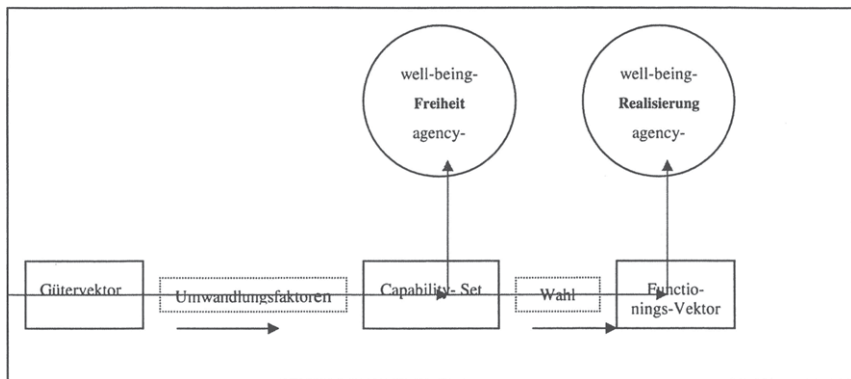 well-being-
Freiheit
agency-
well-being-
Realisierung
agency-
Gütervektor
Umwandlungsfaktoren
Capability- Set
Wahl
Functio-
nings-Vektor